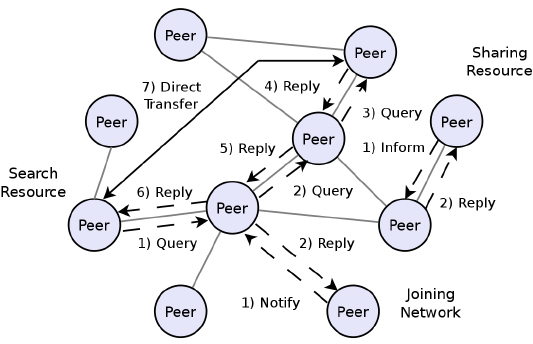 Peer
Peer
Sharing
Resource
7) Direct
Transfer
4) Reply
Peer
3) Query
Peer
Peer
1) Inform
5) Reply
Search
Resource
6) Reply
2) Query
2) Reply
Peer
Peer
Peer
1) Query
2) Reply
1) Notify
Joining
Network
Peer
Peer